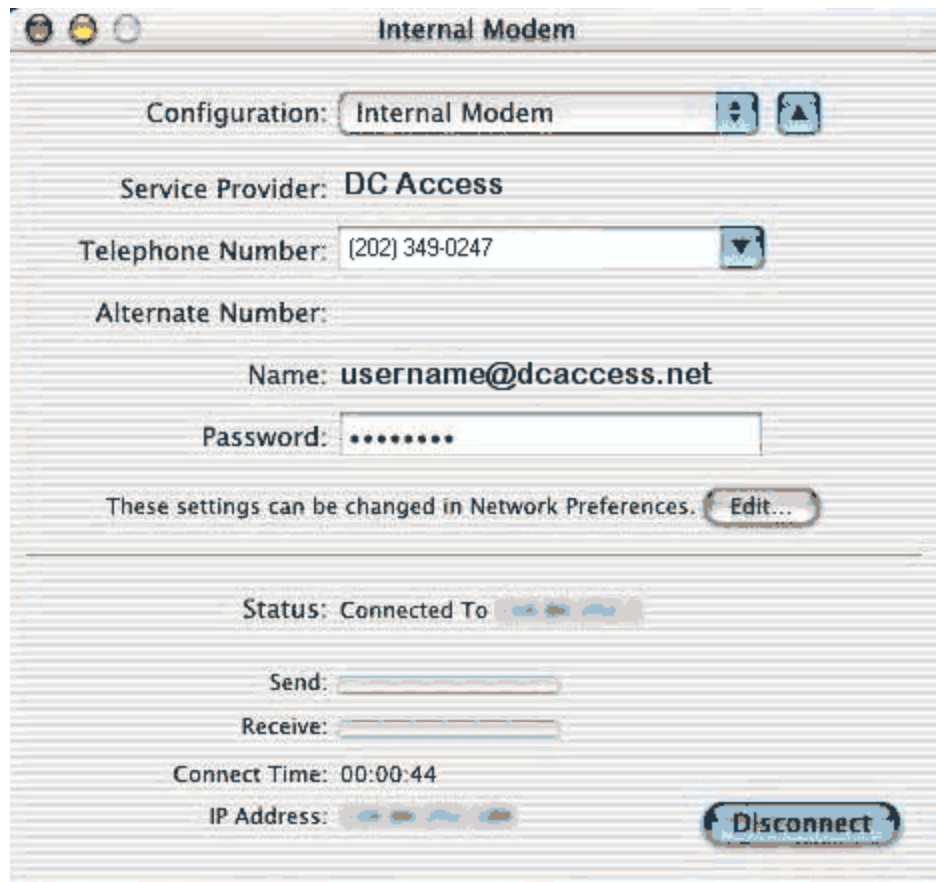 Internal Modem
Configuration: Internal Modem
Service Provider: DC Access
Telephone Number: (202) 349-0247
Alternate Number:
Name: username@dcaccess.net
Password: ••••••••
These settings can be changed in Network Preferences. Edit...
Status: Connected To
Send:
Receive:
Connect Time: 00:00:44
IP Address:
Disconnect